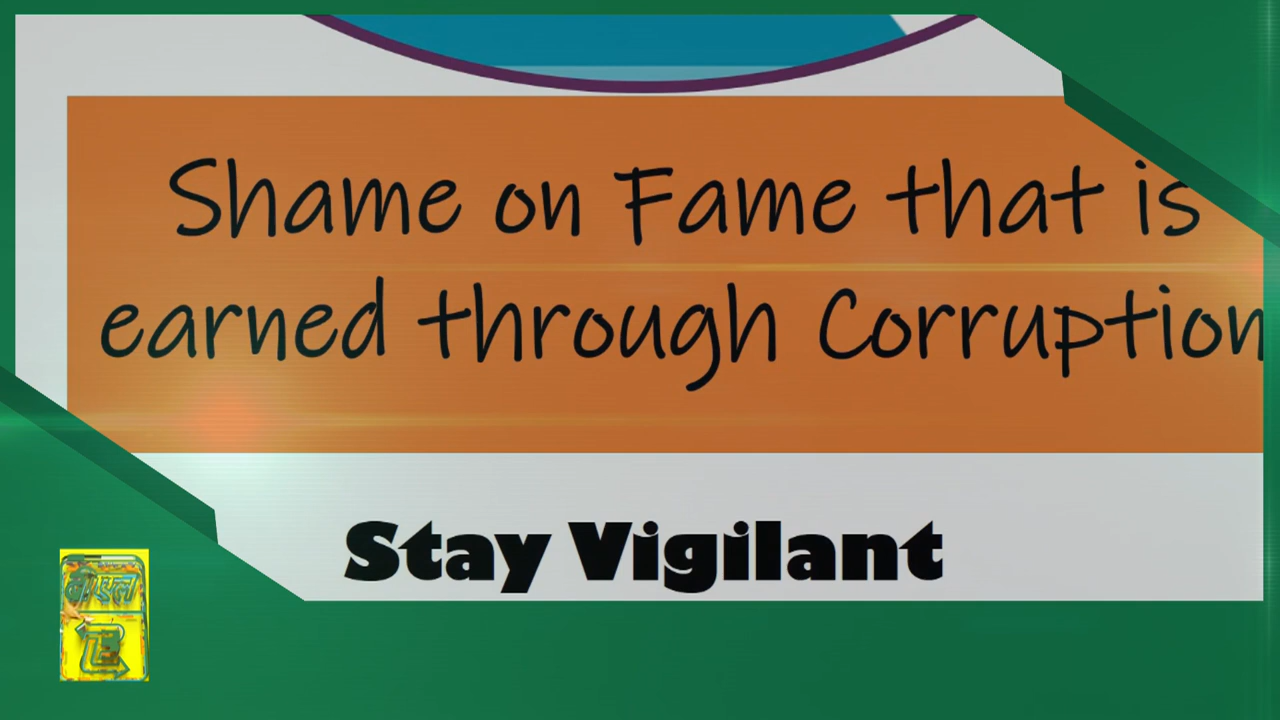 Shame on Fame that is
earned through Corruption
Stay Vigilant